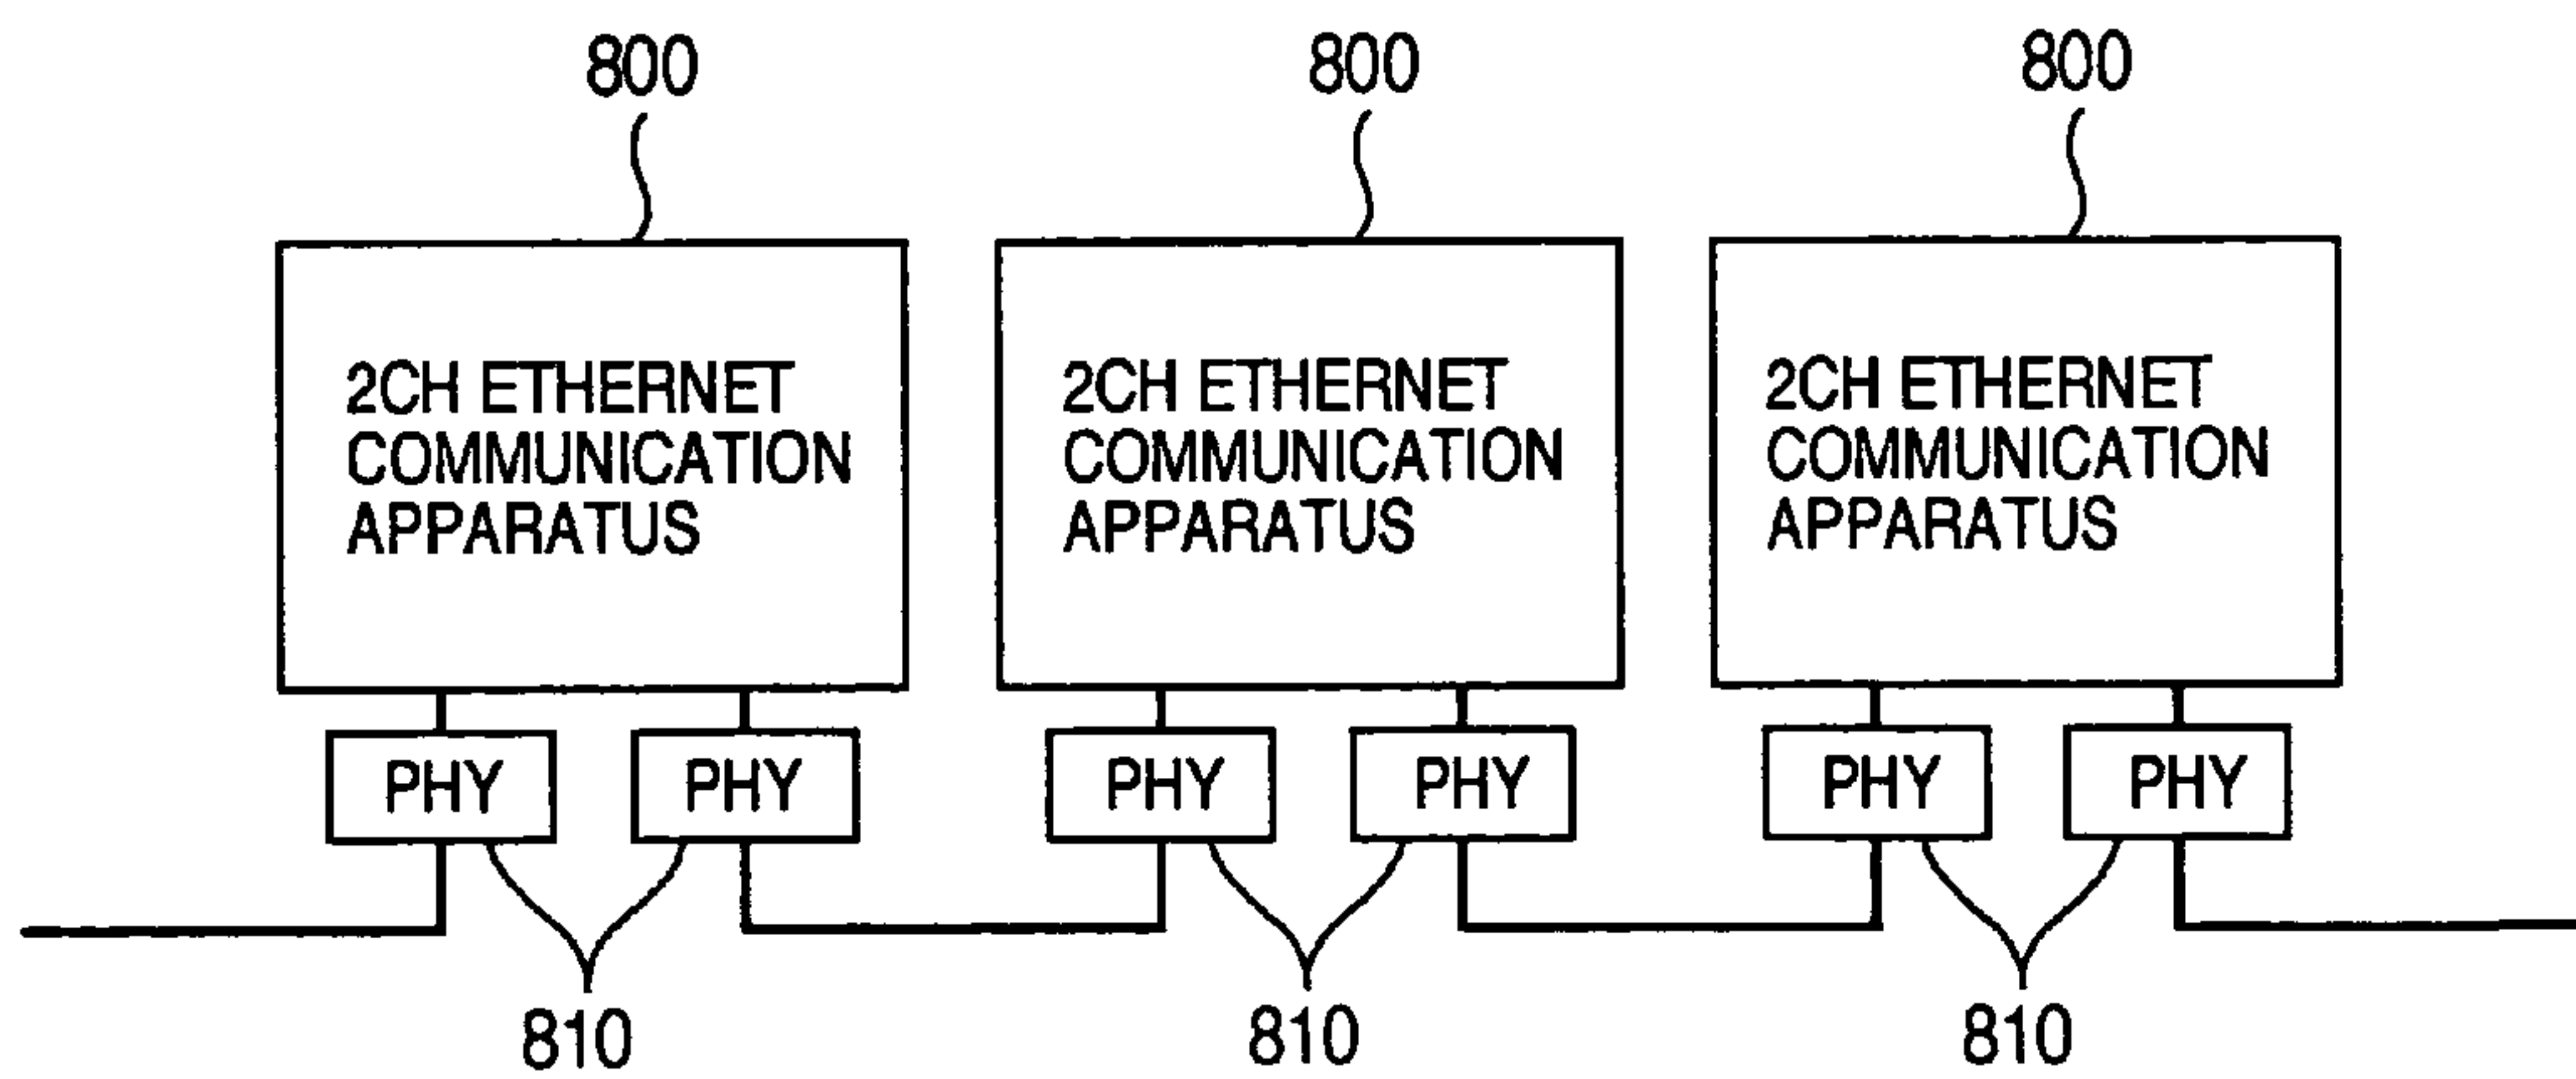 800
800
800
2CH ETHERNET
COMMUNICATION
APPARATUS
2CH ETHERNET
COMMUNICATION
APPARATUS
2CH ETHERNET
COMMUNICATION
APPARATUS
PHY
PHY
PHY
PHY
PHY
PHY
810
810
810